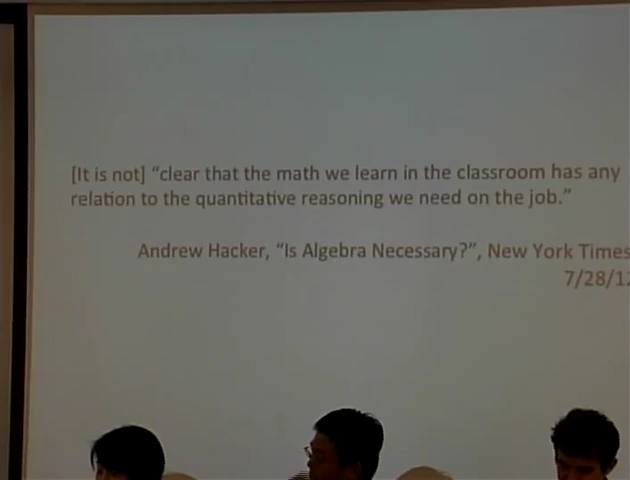 [It is not] “clear that the math we learn in the classroom has any
relation to the quantitative reasoning we need on the job.”
Andrew Hacker, “Is Algebra Necessary?”, New York Times
7/28/12